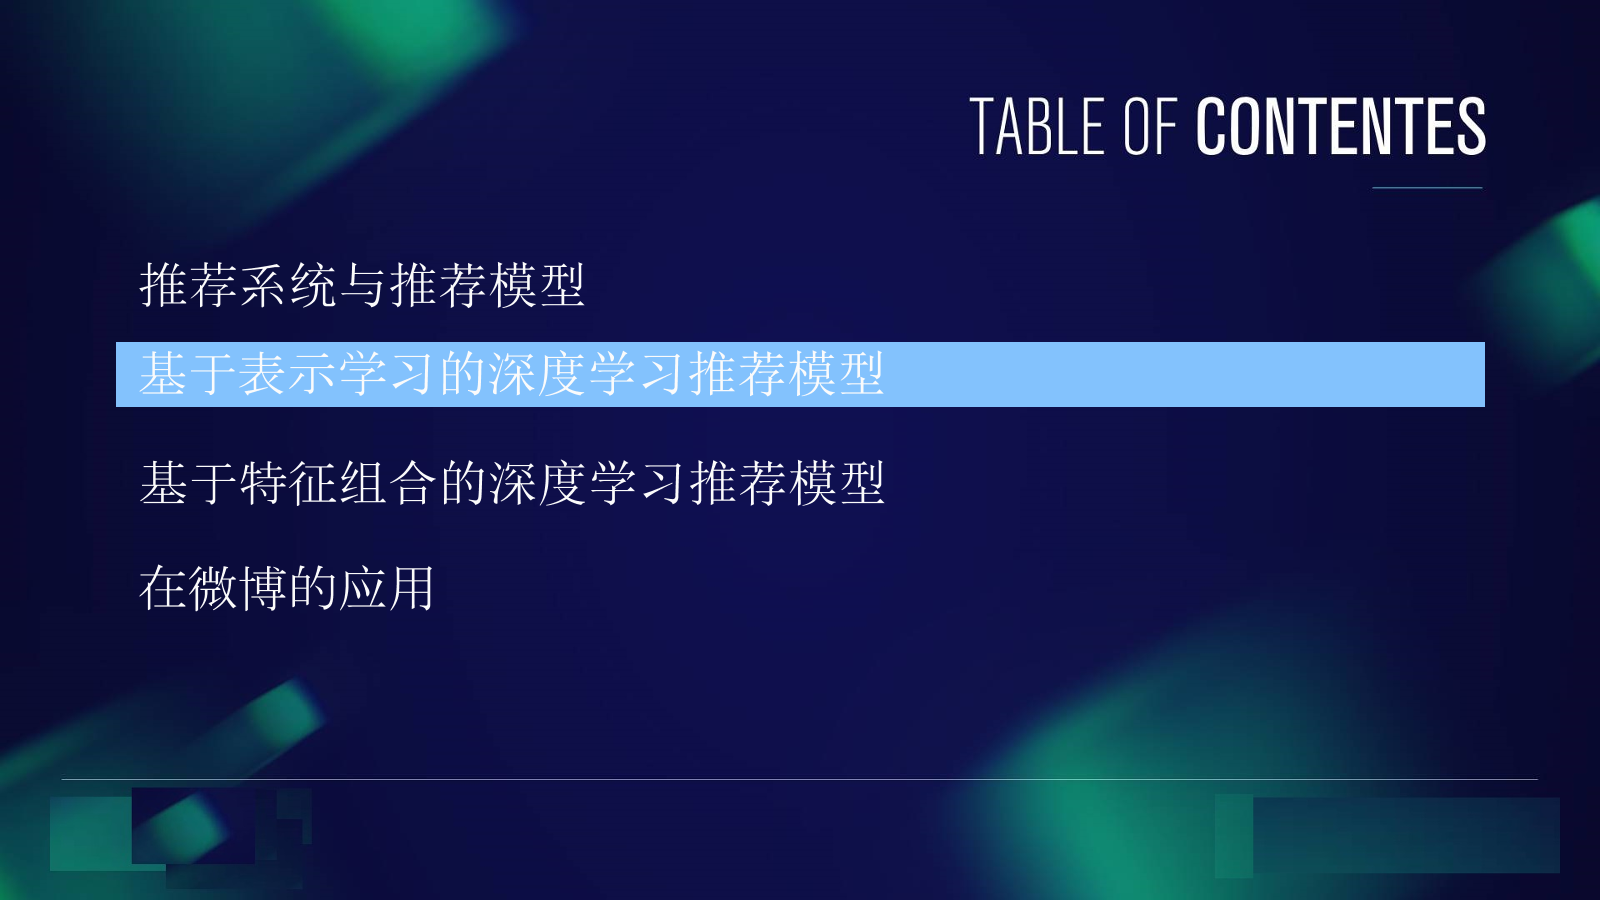 TABLE OF CONTENTES
推荐系统与推荐模型
基于表示学习的深度学习推荐模型
基于特征组合的深度学习推荐模型
在微博的应用